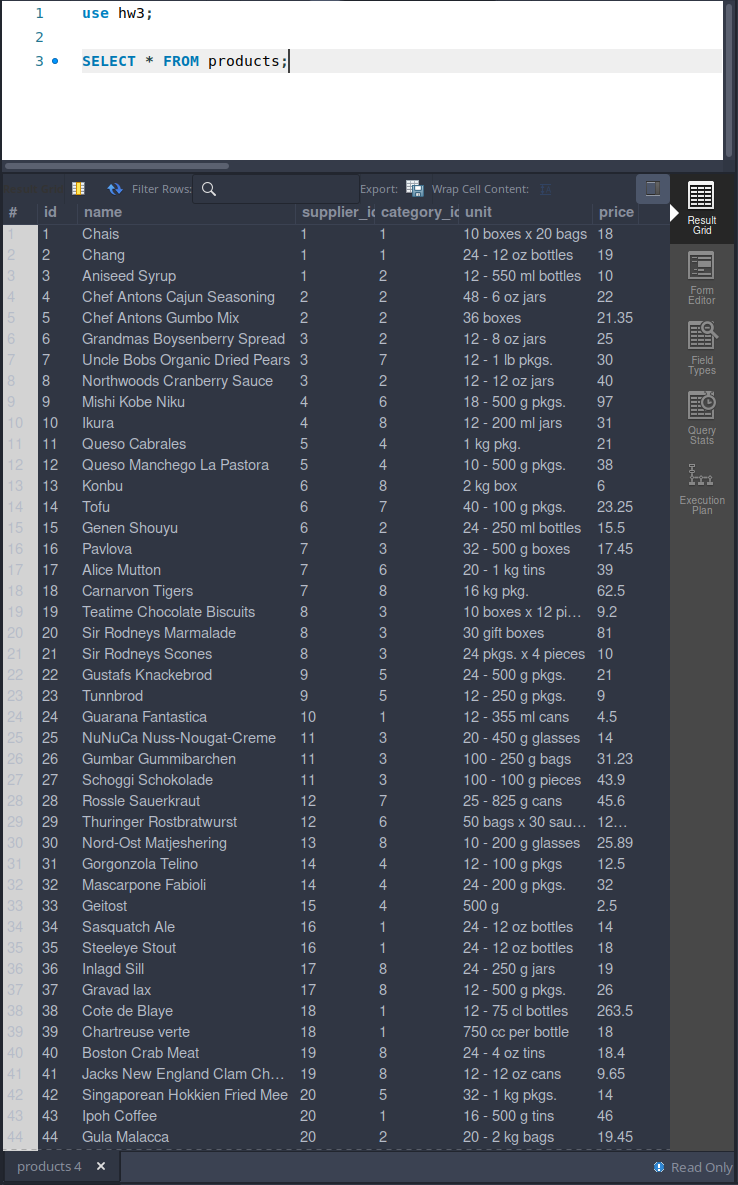 1 use hw3;
2
3 SELECT * FROM products;
Filter Rows: Export: Wrap Cell Content:
# id name supplier_ic category_ic unit price
1 1 Chais 1 1 10 boxes x 20 bags 18
2 2 Chang 1 1 24 - 12 oz bottles 19
3 3 Aniseed Syrup 1 2 12 - 550 ml bottles 10
4 4 Chef Antons Cajun Seasoning 2 2 48 - 6 oz jars 22
5 5 Chef Antons Gumbo Mix 2 2 36 boxes 21.35
6 6 Grandmas Boysenberry Spread 3 2 12 - 8 oz jars 25
7 7 Uncle Bobs Organic Dried Pears 3 7 12 - 1 lb pkgs. 30
8 8 Northwoods Cranberry Sauce 3 2 12 - 12 oz jars 40
9 9 Mishi Kobe Niku 4 6 18 - 500 g pkgs. 97
10 10 Ikura 4 8 12 - 200 ml jars 31
11 11 Queso Cabrales 5 4 1 kg pkg. 21
12 12 Queso Manchego La Pastora 5 4 10 - 500 g pkgs. 38
13 13 Konbu 6 8 2 kg box 6
14 14 Tofu 6 7 40 - 100 g pkgs. 23.25
15 15 Genen Shouyu 6 2 24 - 250 ml bottles 15.5
16 16 Pavlova 7 3 32 - 500 g boxes 17.45
17 17 Alice Mutton 7 6 20 - 1 kg tins 39
18 18 Carnarvon Tigers 7 8 16 kg pkg. 62.5
19 19 Teatime Chocolate Biscuits 8 3 10 boxes x 12 pi... 9.2
20 20 Sir Rodneys Marmalade 8 3 30 gift boxes 81
21 21 Sir Rodneys Scones 8 3 24 pkgs. x 4 pieces 10
22 22 Gustafs Knackebrod 9 5 24 - 500 g pkgs. 21
23 23 Tunnbrod 9 5 12 - 250 g pkgs. 9
24 24 Guarana Fantastica 10 1 12 - 355 ml cans 4.5
25 25 NuNuCa Nuss-Nougat-Creme 11 3 20 - 450 g glasses 14
26 26 Gumbar Gummibarchen 11 3 100 - 250 g bags 31.23
27 27 Schoggi Schokolade 11 3 100 - 100 g pieces 43.9
28 28 Rossle Sauerkraut 12 7 25 - 825 g cans 45.6
29 29 Thuringer Rostbratwurst 12 6 50 bags x 30 sau... 12...
30 30 Nord-Ost Matjeshering 13 8 10 - 200 g glasses 25.89
31 31 Gorgonzola Telino 14 4 12 - 100 g pkgs 12.5
32 32 Mascarpone Fabioli 14 4 24 - 200 g pkgs. 32
33 33 Geitost 15 4 500 g 2.5
34 34 Sasquatch Ale 16 1 24 - 12 oz bottles 14
35 35 Steeleye Stout 16 1 24 - 12 oz bottles 18
36 36 Inlagd Sill 17 8 24 - 250 g jars 19
37 37 Gravad lax 17 8 12 - 500 g pkgs. 26
38 38 Cote de Blaye 18 1 12 - 75 cl bottles 263.5
39 39 Chartreuse verte 18 1 750 cc per bottle 18
40 40 Boston Crab Meat 19 8 24 - 4 oz tins 18.4
41 41 Jacks New England Clam Ch... 19 8 12 - 12 oz cans 9.65
42 42 Singaporean Hokkien Fried Mee 20 5 32 - 1 kg pkgs. 14
43 43 Ipoh Coffee 20 1 16 - 500 g tins 46
44 44 Gula Malacca 20 2 20 - 2 kg bags 19.45
Result
Grid
Form
Editor
Field
Types
Query
Stats
Execution
Plan
products 4 Read Only